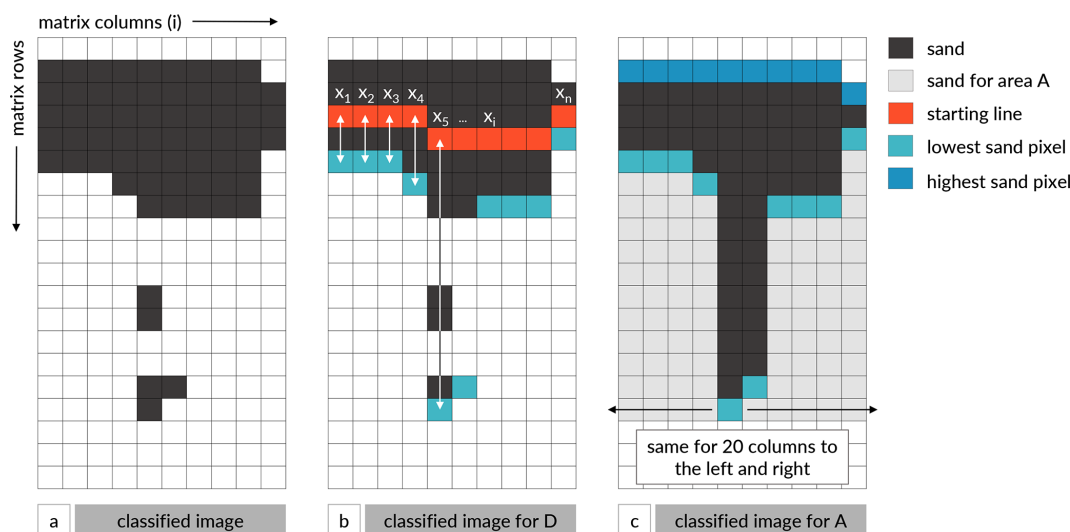 matrix columns (i)
matrix rows
x1 x2 x3 x4
x5 ... xi
xn
sand
sand for area A
starting line
lowest sand pixel
highest sand pixel
same for 20 columns to
the left and right
a classified image
b classified image for D
c classified image for A